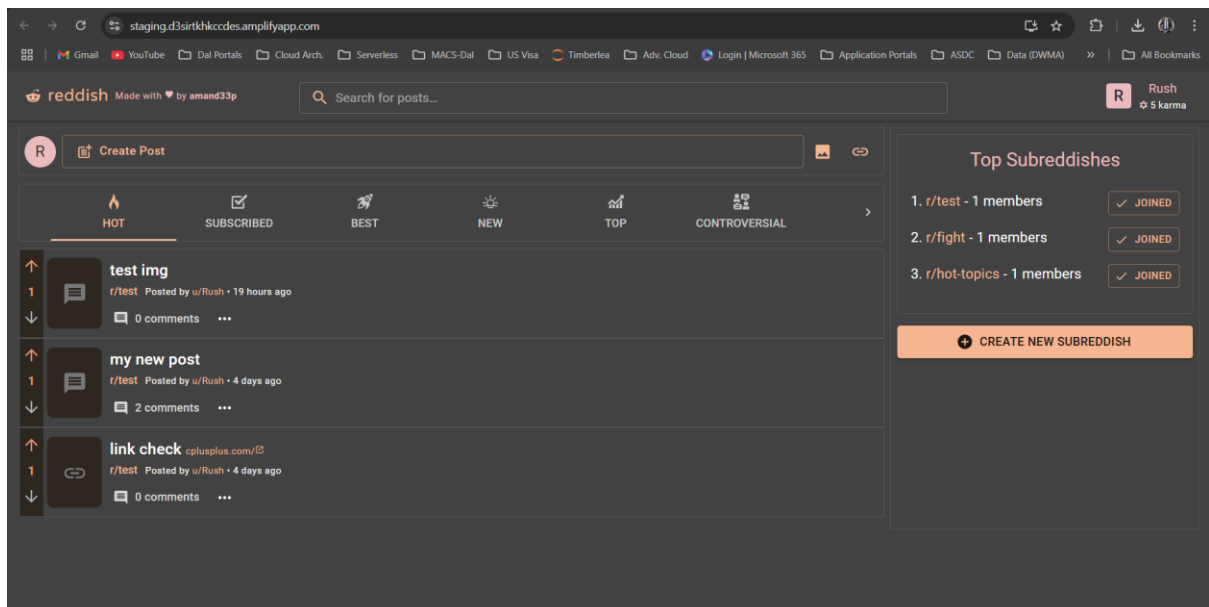 staging.d3sirtkhkccdes.amplifyapp.com
Gmail YouTube Dal Portals Cloud Arch. Serverless MACS-Dal US Visa Timberlea Adv. Cloud Login | Microsoft 365 Application Portals ASDC Data (DWMA) » All Bookmarks
reddish Made with ♥ by amand33p
Search for posts...
R
Rush
5 karma
R
Create Post
HOT SUBSCRIBED BEST NEW TOP CONTROVERSIAL
1
test img
r/test Posted by u/Rush • 19 hours ago
0 comments •••
1
my new post
r/test Posted by u/Rush • 4 days ago
2 comments •••
1
link check cplusplus.com/
r/test Posted by u/Rush • 4 days ago
0 comments •••
Top Subreddishes
1. r/test - 1 members JOINED
2. r/fight - 1 members JOINED
3. r/hot-topics - 1 members JOINED
CREATE NEW SUBREDDISH